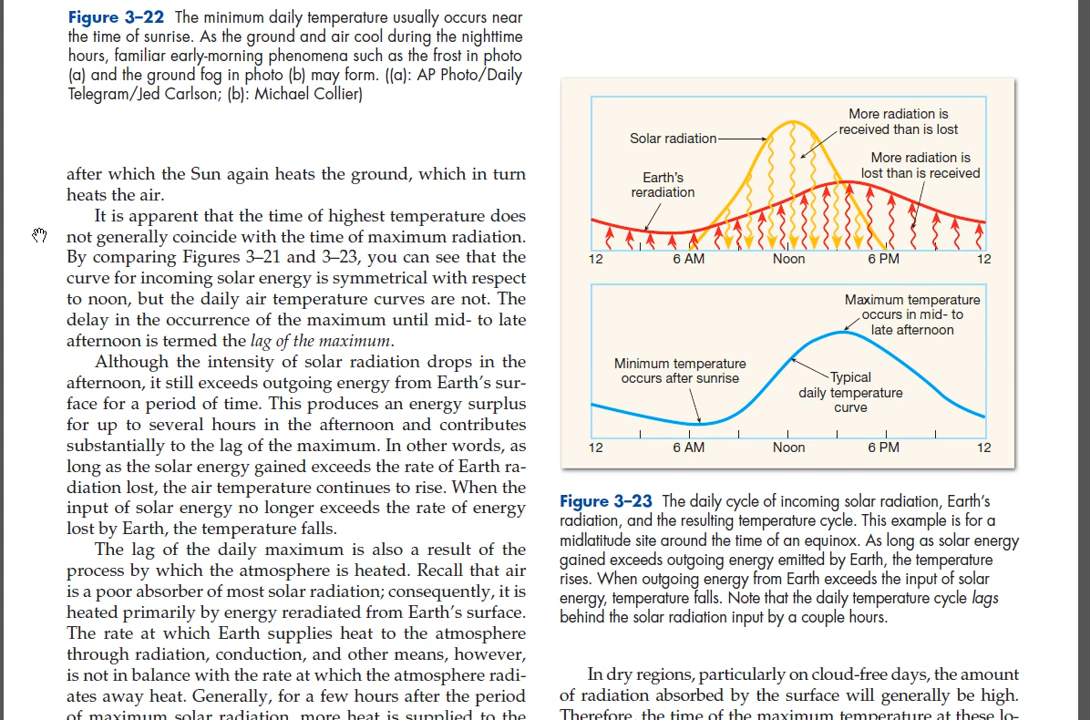 Figure 3–22 The minimum daily temperature usually occurs near
the time of sunrise. As the ground and air cool during the nighttime
hours, familiar early-morning phenomena such as the frost in photo
(a) and the ground fog in photo (b) may form. ((a): AP Photo/Daily
Telegram/Jed Carlson; (b): Michael Collier)
after which the Sun again heats the ground, which in turn
heats the air.
It is apparent that the time of highest temperature does
not generally coincide with the time of maximum radiation.
By comparing Figures 3–21 and 3–23, you can see that the
curve for incoming solar energy is symmetrical with respect
to noon, but the daily air temperature curves are not. The
delay in the occurrence of the maximum until mid- to late
afternoon is termed the lag of the maximum.
Although the intensity of solar radiation drops in the
afternoon, it still exceeds outgoing energy from Earth's sur-
face for a period of time. This produces an energy surplus
for up to several hours in the afternoon and contributes
substantially to the lag of the maximum. In other words, as
long as the solar energy gained exceeds the rate of Earth ra-
diation lost, the air temperature continues to rise. When the
input of solar energy no longer exceeds the rate of energy
lost by Earth, the temperature falls.
The lag of the daily maximum is also a result of the
process by which the atmosphere is heated. Recall that air
is a poor absorber of most solar radiation; consequently, it is
heated primarily by energy reradiated from Earth's surface.
The rate at which Earth supplies heat to the atmosphere
through radiation, conduction, and other means, however,
is not in balance with the rate at which the atmosphere radi-
ates away heat. Generally, for a few hours after the period
of maximum solar radiation, more heat is supplied to the
Solar radiation
More radiation is
received than is lost
More radiation is
lost than is received
Earth's
reradiation
12 6 AM Noon 6 PM 12
Maximum temperature
occurs in mid- to
late afternoon
Minimum temperature
occurs after sunrise
Typical
daily temperature
curve
12 6 AM Noon 6 PM 12
Figure 3–23 The daily cycle of incoming solar radiation, Earth's
radiation, and the resulting temperature cycle. This example is for a
midlatitude site around the time of an equinox. As long as solar energy
gained exceeds outgoing energy emitted by Earth, the temperature
rises. When outgoing energy from Earth exceeds the input of solar
energy, temperature falls. Note that the daily temperature cycle lags
behind the solar radiation input by a couple hours.
In dry regions, particularly on cloud-free days, the amount
of radiation absorbed by the surface will generally be high.
Therefore, the time of the maximum temperature at these lo-